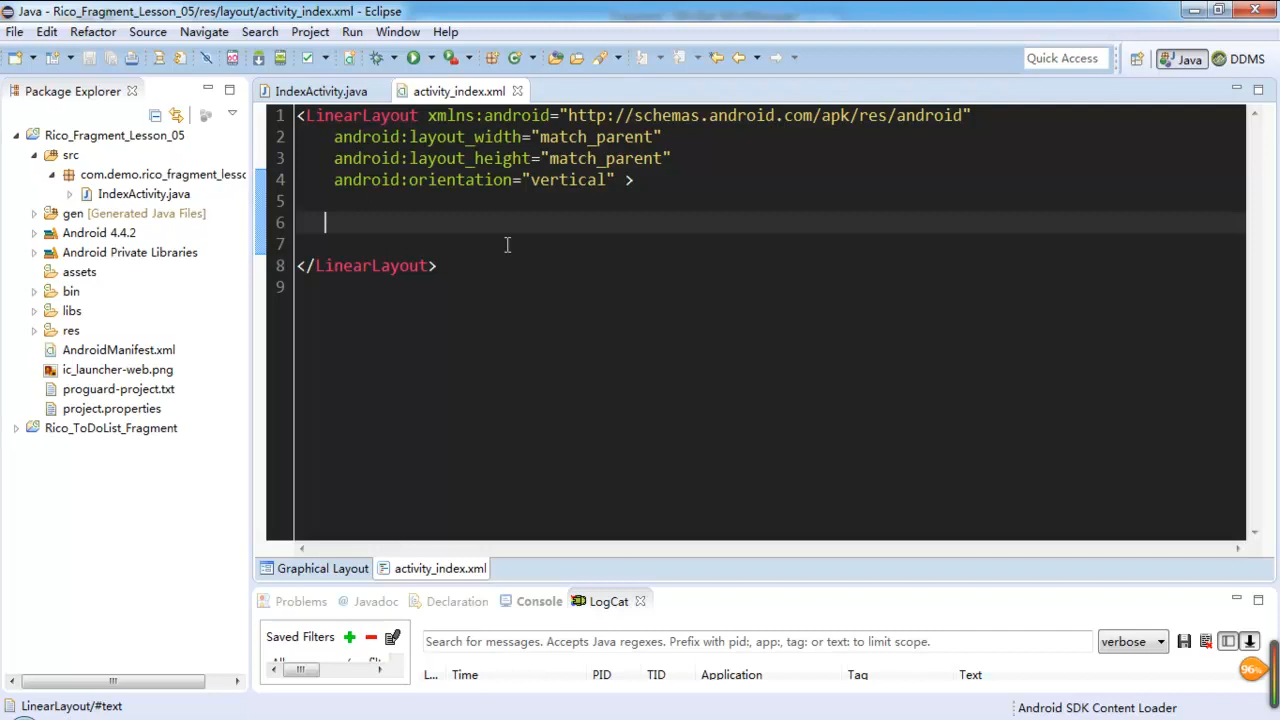 Java - Rico_Fragment_Lesson_05/res/layout/activity_index.xml - Eclipse
File Edit Refactor Source Navigate Search Project Run Window Help
Quick Access Java DDMS
Package Explorer
IndexActivity.java activity_index.xml
Rico_Fragment_Lesson_05
src
com.demo.rico_fragment_lesso
IndexActivity.java
gen [Generated Java Files]
Android 4.4.2
Android Private Libraries
assets
bin
libs
res
AndroidManifest.xml
ic_launcher-web.png
proguard-project.txt
project.properties
Rico_ToDoList_Fragment
1 <LinearLayout xmlns:android="http://schemas.android.com/apk/res/android"
2 android:layout_width="match_parent"
3 android:layout_height="match_parent"
4 android:orientation="vertical" >
5
6
7
8 </LinearLayout>
9
Graphical Layout activity_index.xml
Problems Javadoc Declaration Console LogCat
Saved Filters
Search for messages. Accepts Java regexes. Prefix with pid:, app:, tag: or text: to limit scope.
verbose
L... Time PID TID Application Tag Text
96%
LinearLayout/#text
Android SDK Content Loader